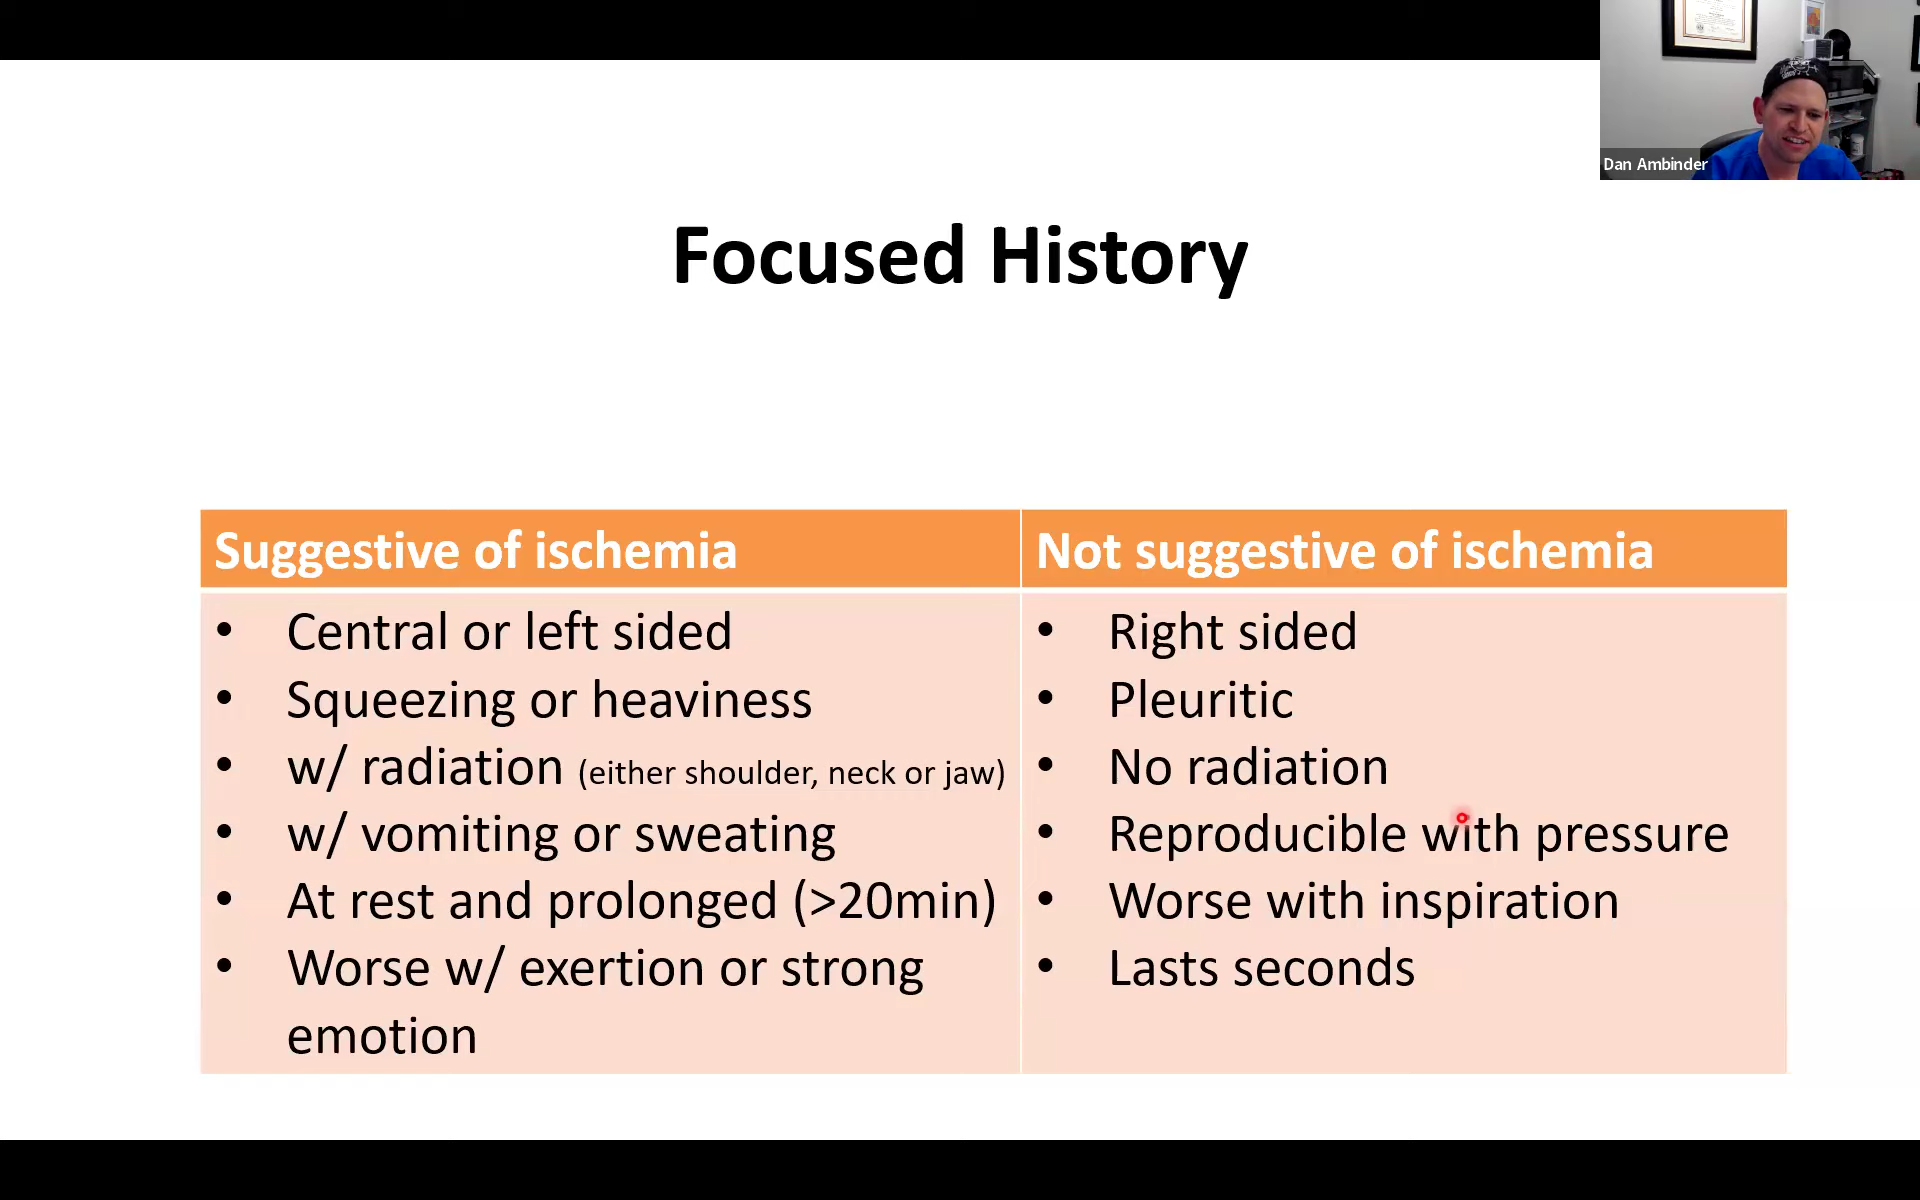 Dan Ambinder
Focused History
Suggestive of ischemia
• Central or left sided
• Squeezing or heaviness
• w/ radiation (either shoulder, neck or jaw)
• w/ vomiting or sweating
• At rest and prolonged (>20min)
• Worse w/ exertion or strong
emotion
Not suggestive of ischemia
• Right sided
• Pleuritic
• No radiation
• Reproducible with pressure
• Worse with inspiration
• Lasts seconds